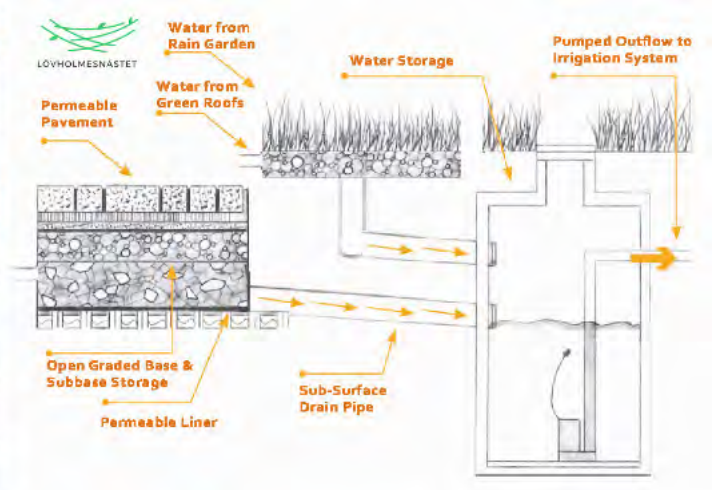 LÖVHOLMESNÄSTET
Water from
Rain Garden
Water from
Green Roofs
Permeable
Pavement
Water Storage
Pumped Outflow to
Irrigation System
Open Graded Base &
Subbase Storage
Permeable Liner
Sub-Surface
Drain Pipe